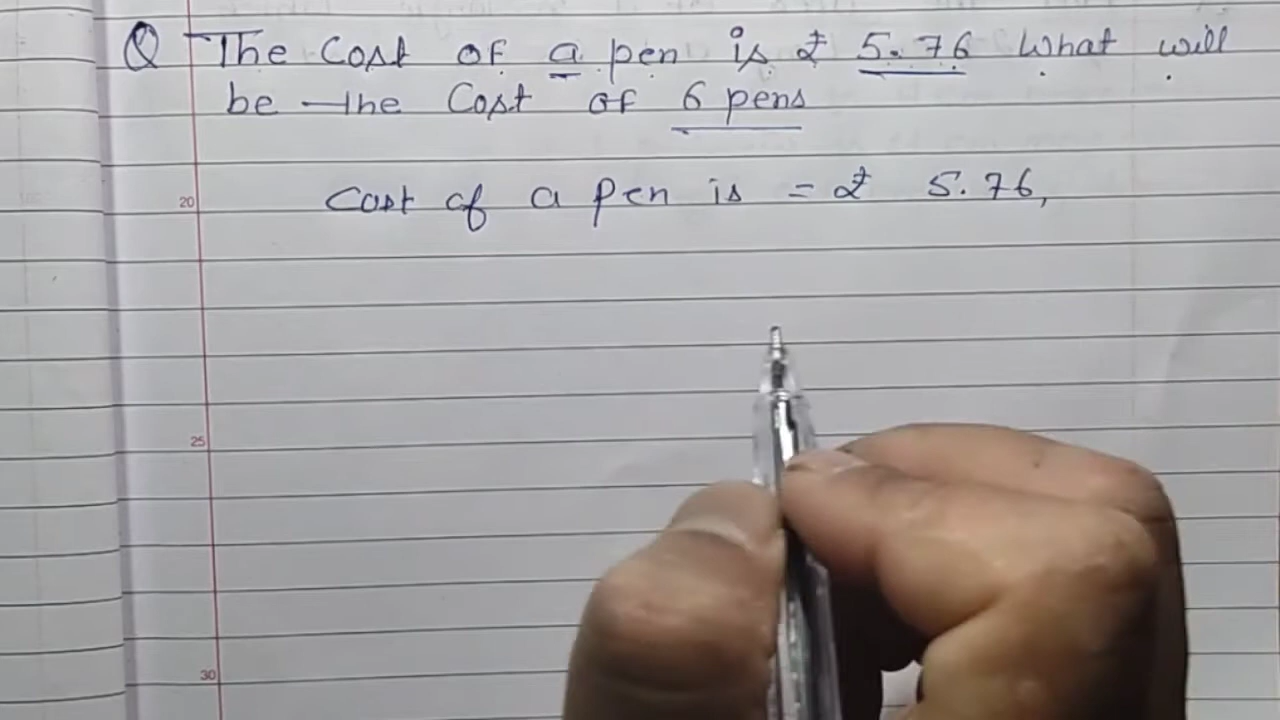 Q The Cost of a pen is ₹ 5.76 What will
be the Cost of 6 pens
20
Cost of a Pen is = ₹ 5.76,
25
30